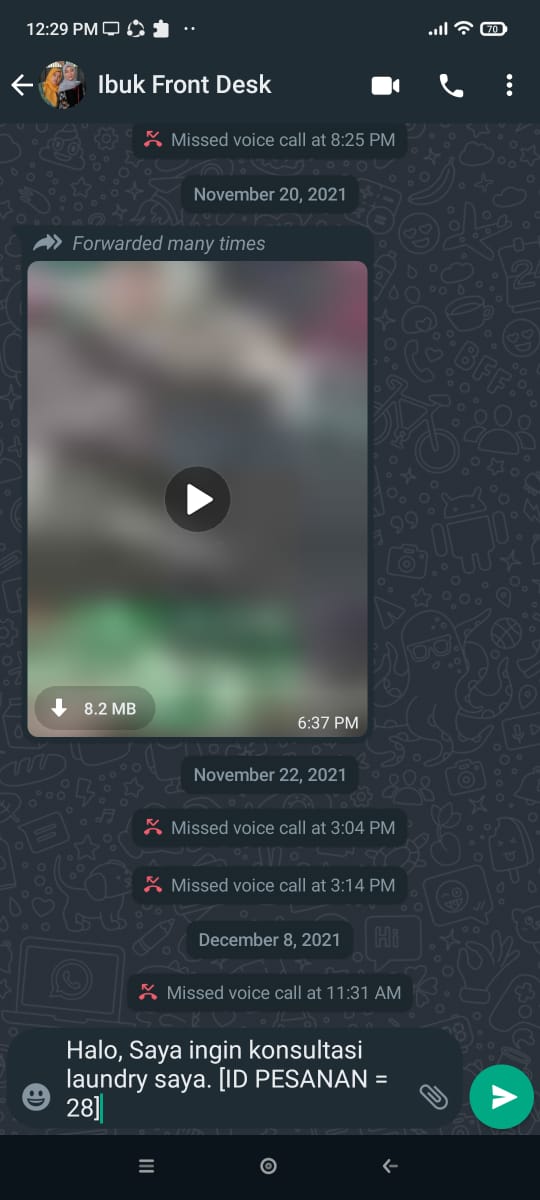 12:29 PM
70
Ibuk Front Desk
Missed voice call at 8:25 PM
November 20, 2021
Forwarded many times
8.2 MB
6:37 PM
November 22, 2021
Missed voice call at 3:04 PM
Missed voice call at 3:14 PM
December 8, 2021
Missed voice call at 11:31 AM
Halo, Saya ingin konsultasi
laundry saya. [ID PESANAN =
28]